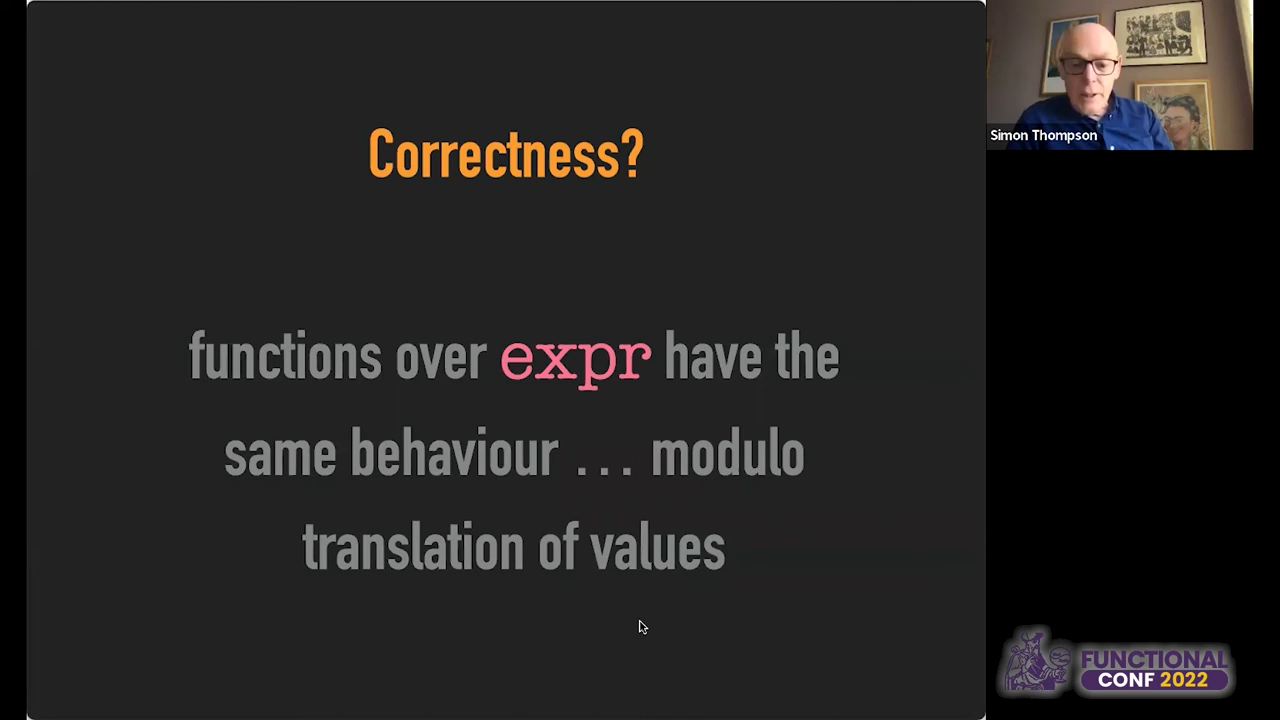 Correctness?
functions over expr have the
same behaviour ... modulo
translation of values
Simon Thompson
FUNCTIONAL
CONF 2022